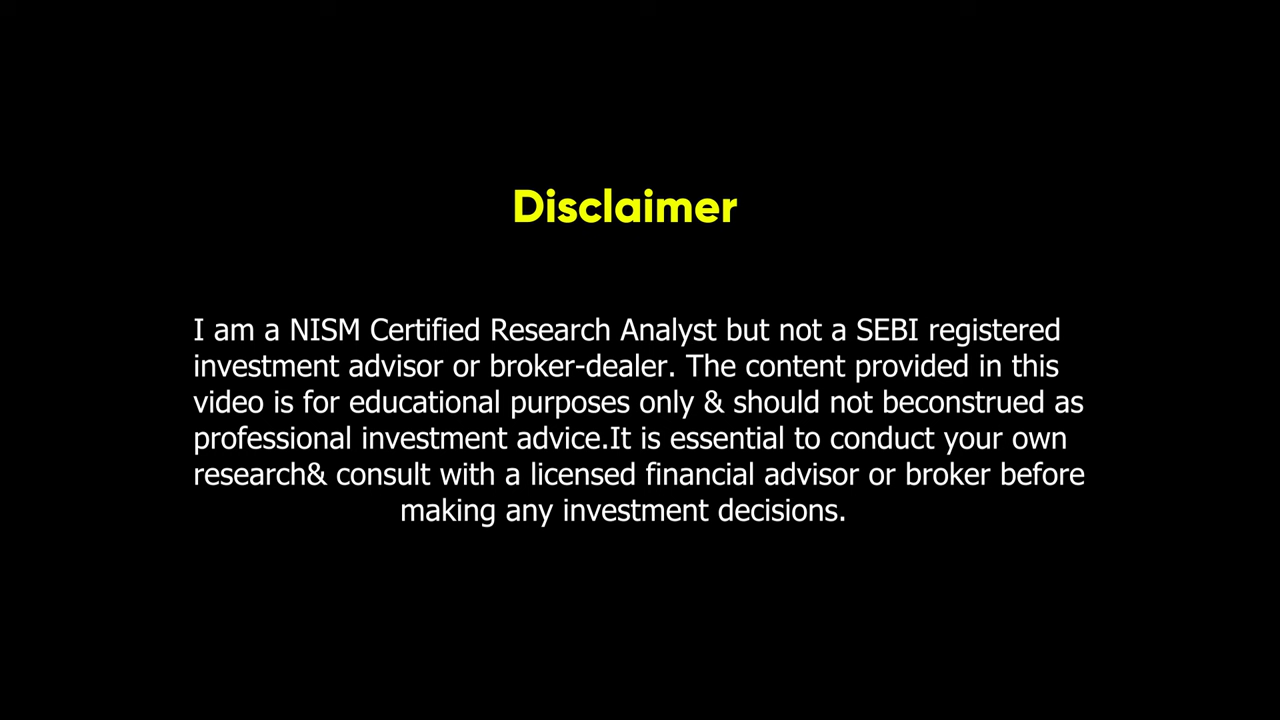 Disclaimer
I am a NISM Certified Research Analyst but not a SEBI registered
investment advisor or broker-dealer. The content provided in this
video is for educational purposes only & should not beconstrued as
professional investment advice.It is essential to conduct your own
research& consult with a licensed financial advisor or broker before
making any investment decisions.